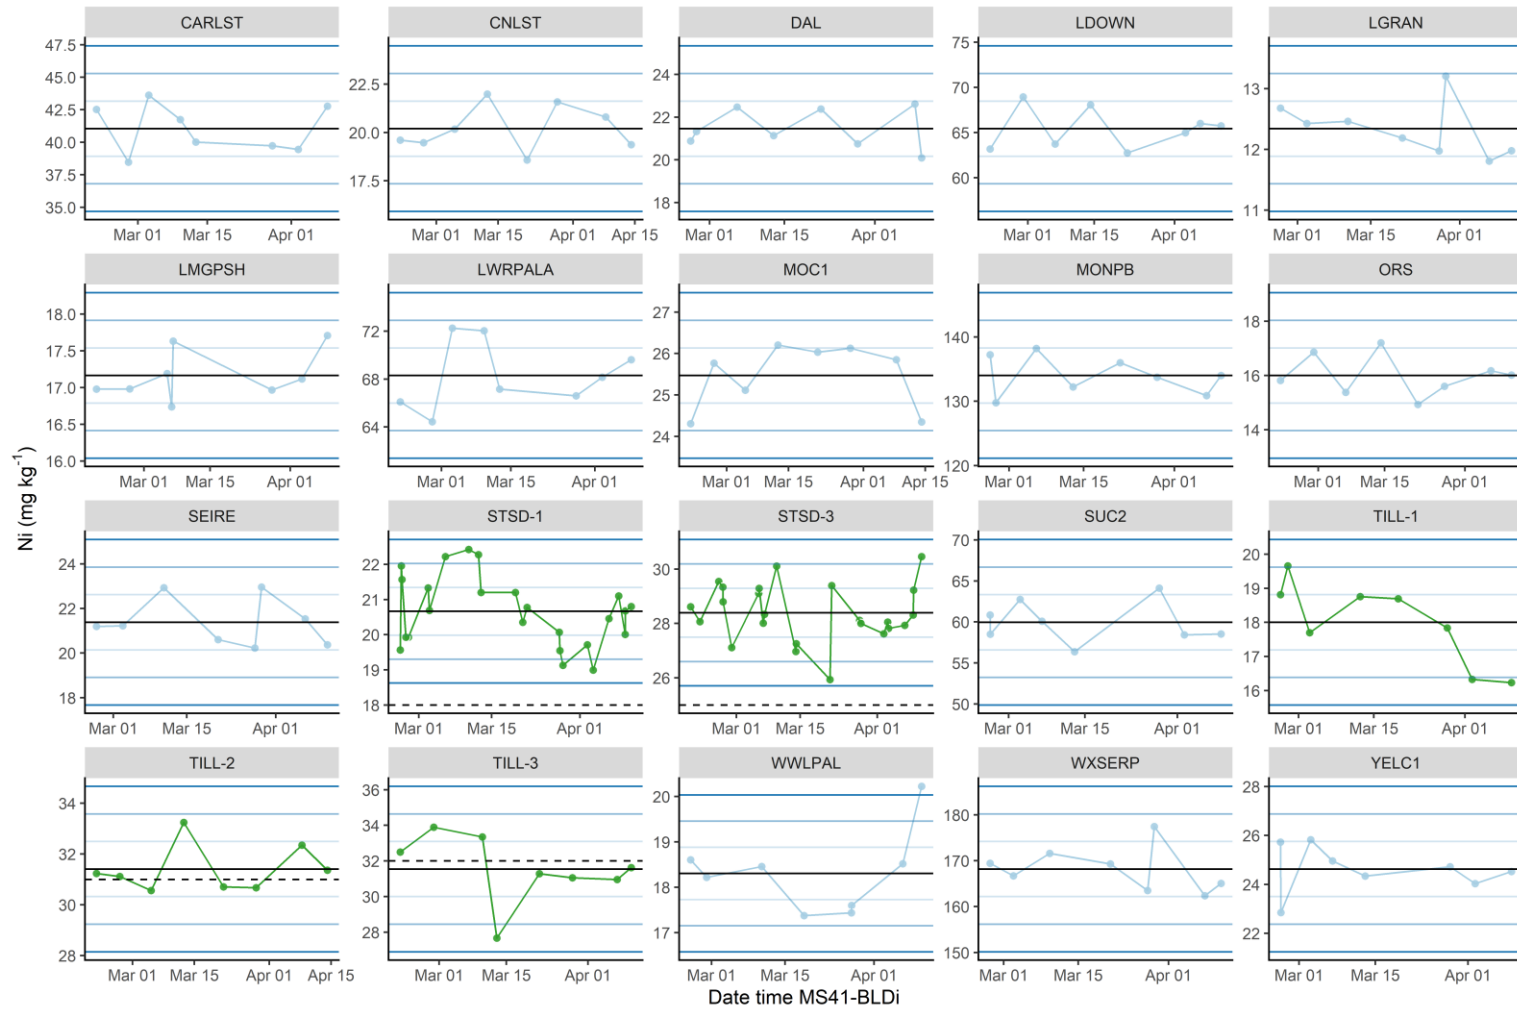 CARLST CNLST DAL LDOWN LGRAN
47.5 45.0 42.5 40.0 37.5 35.0
22.5 20.0 17.5
24 22 20 18
75 70 65 60
13 12 11
Mar 01 Mar 15 Apr 01
Mar 01 Mar 15 Apr 01 Apr 15
Mar 01 Mar 15 Apr 01
Mar 01 Mar 15 Apr 01
Mar 01 Mar 15 Apr 01
LMGPSH LWRPALA MOC1 MONPB ORS
18.0 17.5 17.0 16.5 16.0
72 68 64
27 26 25 24
140 130 120
18 16 14
Mar 01 Mar 15 Apr 01
Mar 01 Mar 15 Apr 01
Mar 01 Mar 15 Apr 01 Apr 15
Mar 01 Mar 15 Apr 01
Mar 01 Mar 15 Apr 01
Ni (mg kg⁻¹)
SEIRE STSD-1 STSD-3 SUC2 TILL-1
24 22 20 18
22 21 20 19 18
30 28 26
70 65 60 55 50
20 19 18 17 16
Mar 01 Mar 15 Apr 01
Mar 01 Mar 15 Apr 01
Mar 01 Mar 15 Apr 01
Mar 01 Mar 15 Apr 01
Mar 01 Mar 15 Apr 01
TILL-2 TILL-3 WWLPAL WXSERP YELC1
34 32 30 28
36 34 32 30 28
20 19 18 17
180 170 160 150
28 26 24 22
Mar 01 Mar 15 Apr 01 Apr 15
Mar 01 Mar 15 Apr 01
Mar 01 Mar 15 Apr 01
Mar 01 Mar 15 Apr 01
Mar 01 Mar 15 Apr 01
Date time MS41-BLDi